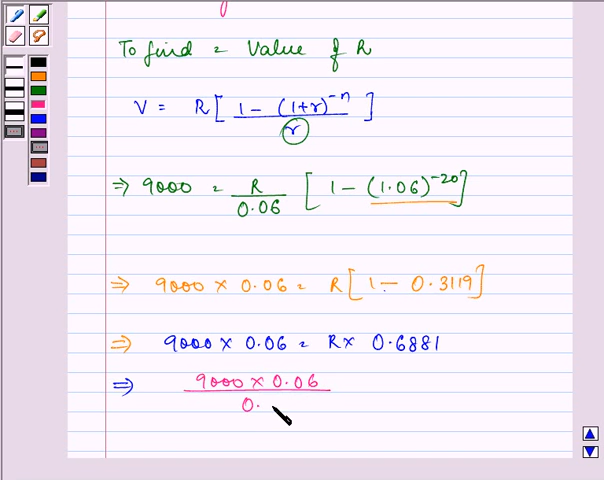 To find = Value of R
V = R [ 1 - (1+r)^-n / r ]
⇒ 9000 = R / 0.06 [ 1 - (1.06)^-20 ]
⇒ 9000 × 0.06 = R [ 1 - 0.3119 ]
⇒ 9000 × 0.06 = R × 0.6881
⇒ 9000 × 0.06 / 0.